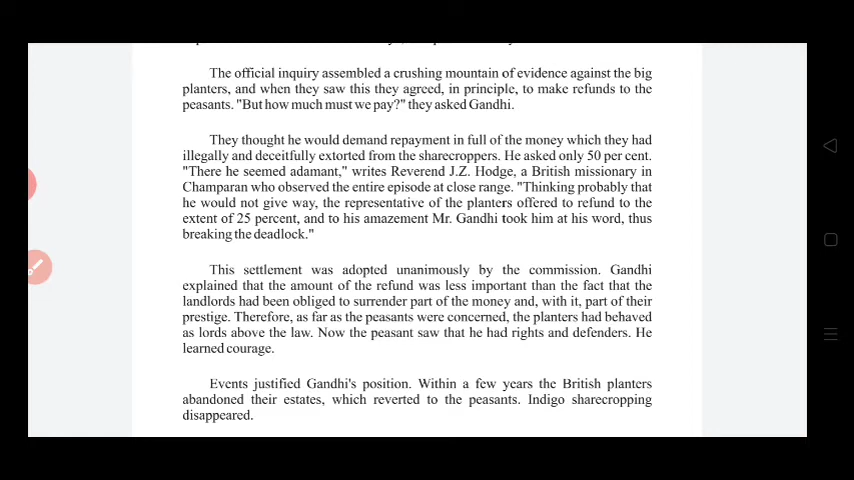 The official inquiry assembled a crushing mountain of evidence against the big
planters, and when they saw this they agreed, in principle, to make refunds to the
peasants. "But how much must we pay?" they asked Gandhi.
They thought he would demand repayment in full of the money which they had
illegally and deceitfully extorted from the sharecroppers. He asked only 50 per cent.
"There he seemed adamant," writes Reverend J.Z. Hodge, a British missionary in
Champaran who observed the entire episode at close range. "Thinking probably that
he would not give way, the representative of the planters offered to refund to the
extent of 25 percent, and to his amazement Mr. Gandhi took him at his word, thus
breaking the deadlock."
This settlement was adopted unanimously by the commission. Gandhi
explained that the amount of the refund was less important than the fact that the
landlords had been obliged to surrender part of the money and, with it, part of their
prestige. Therefore, as far as the peasants were concerned, the planters had behaved
as lords above the law. Now the peasant saw that he had rights and defenders. He
learned courage.
Events justified Gandhi's position. Within a few years the British planters
abandoned their estates, which reverted to the peasants. Indigo sharecropping
disappeared.